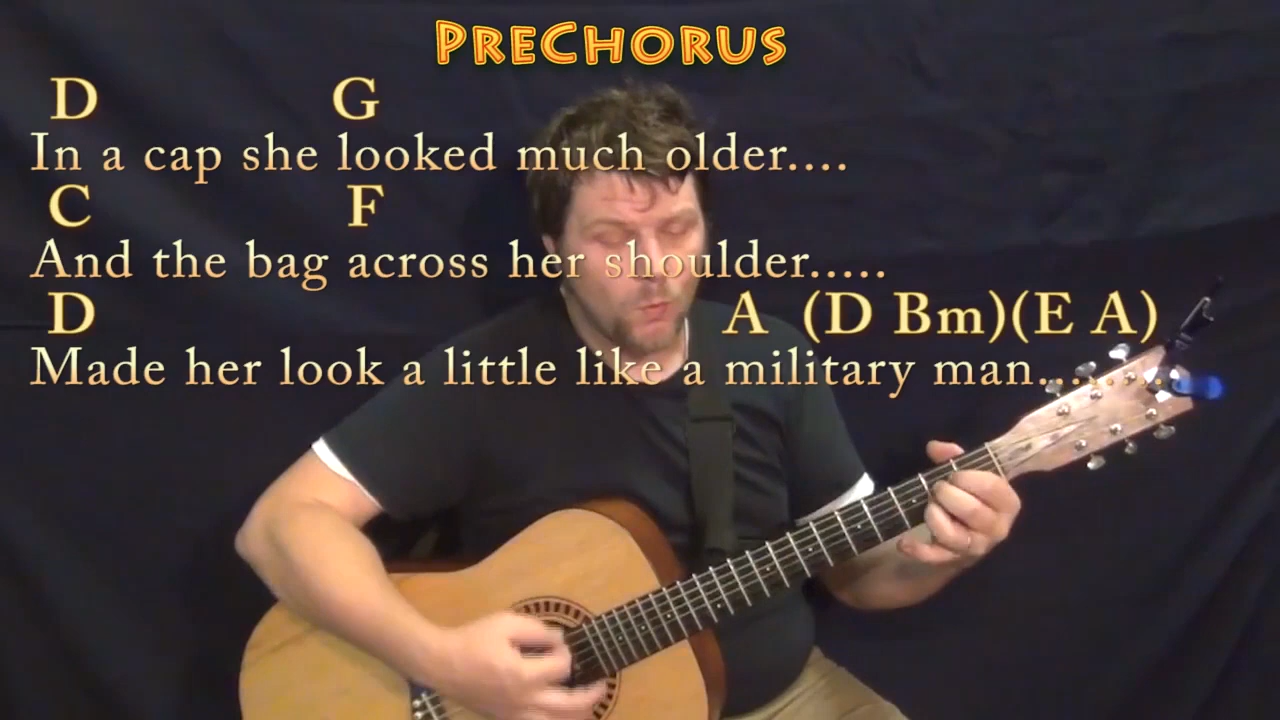 PreChorus
D G
In a cap she looked much older....
C F
And the bag across her shoulder.....
D A (D Bm)(E A)
Made her look a little like a military man.........